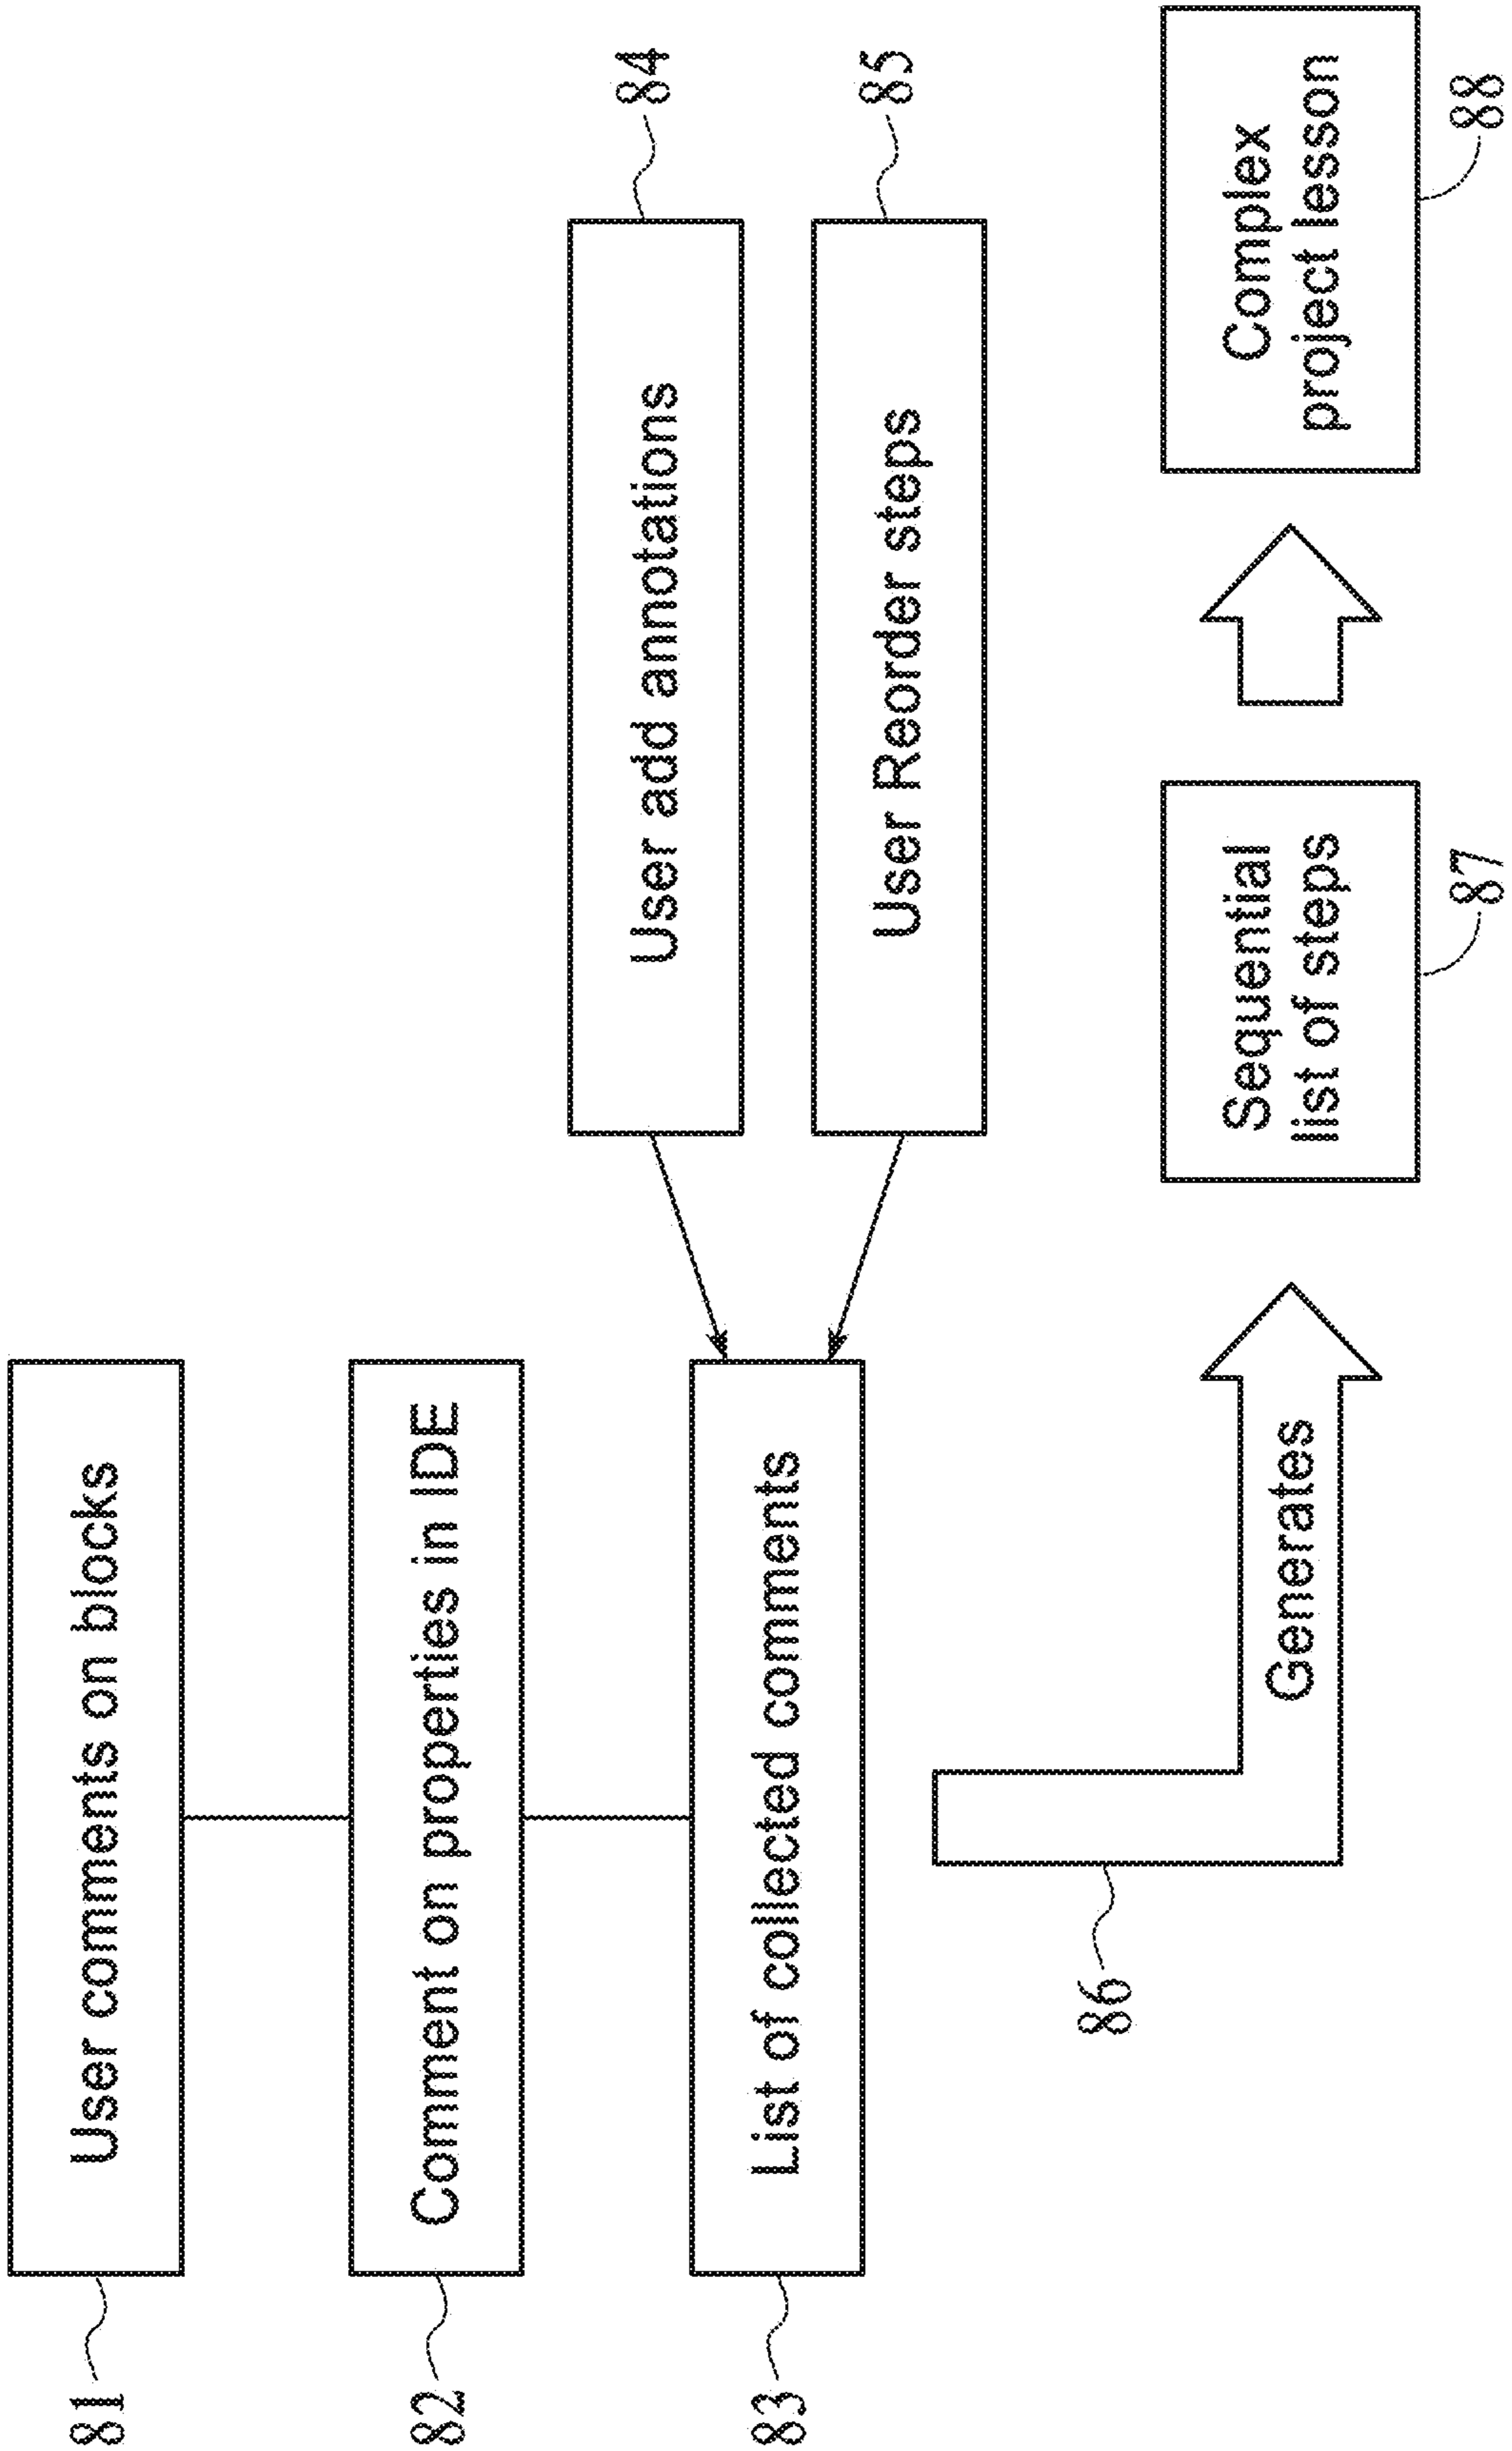 81
User comments on blocks
82
Comment on properties in IDE
83
List of collected comments
User add annotations
84
User Reorder steps
85
86
Generates
Sequential
list of steps
87
Complex
project lesson
88